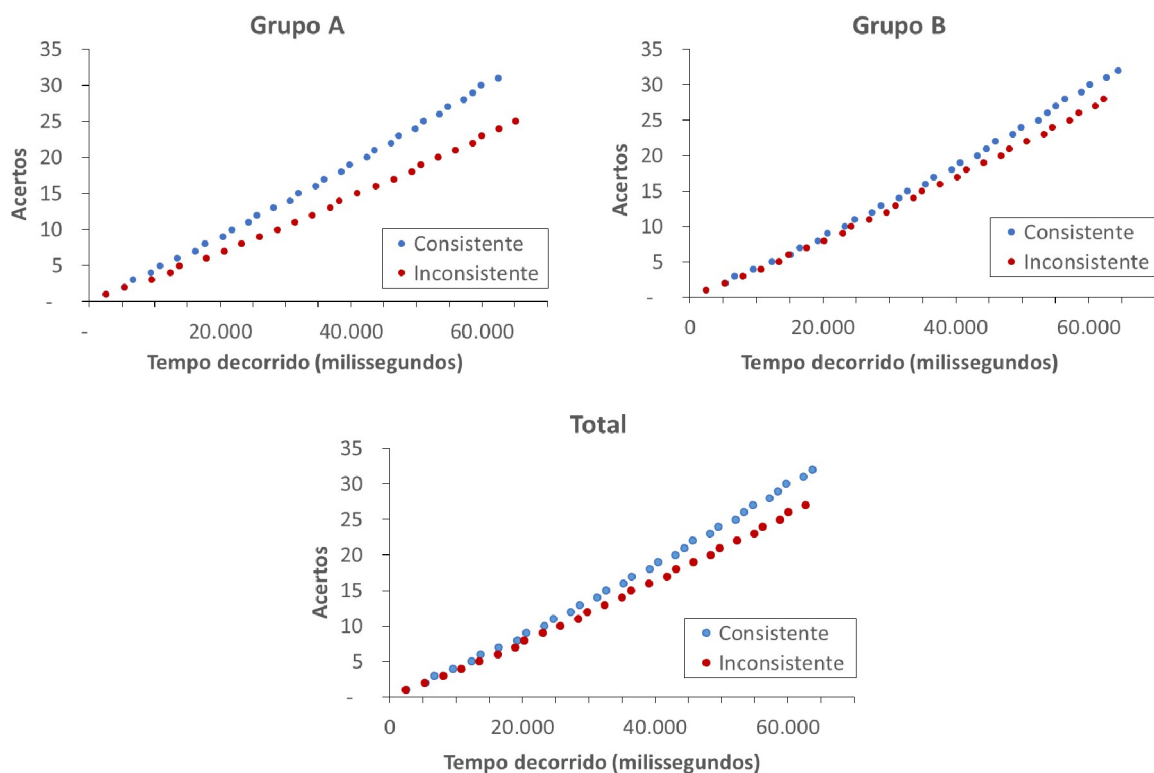 Grupo A
35
30
25
20
15
10
5
-
Acertos
Consistente
Inconsistente
- 20.000 40.000 60.000
Tempo decorrido (milissegundos)
Grupo B
35
30
25
20
15
10
5
-
Acertos
Consistente
Inconsistente
0 20.000 40.000 60.000
Tempo decorrido (milissegundos)
Total
35
30
25
20
15
10
5
-
Acertos
Consistente
Inconsistente
0 20.000 40.000 60.000
Tempo decorrido (milissegundos)